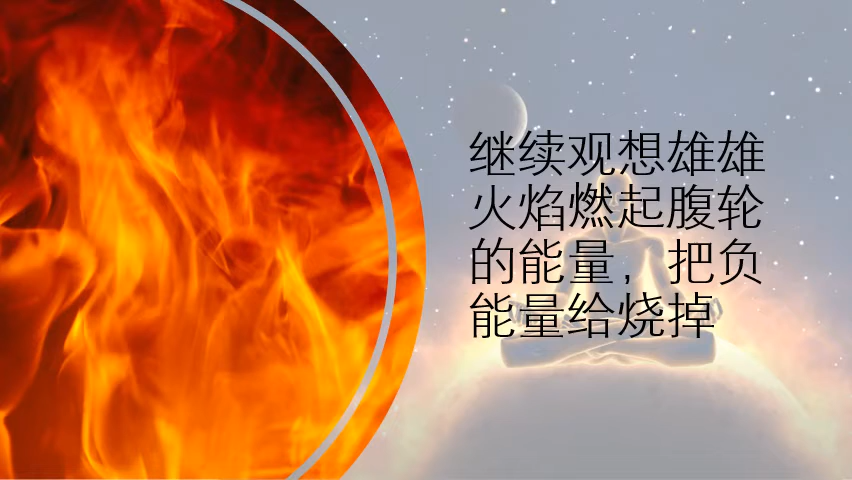 继续观想雄雄
火焰燃起腹轮
的能量，把负
能量给烧掉